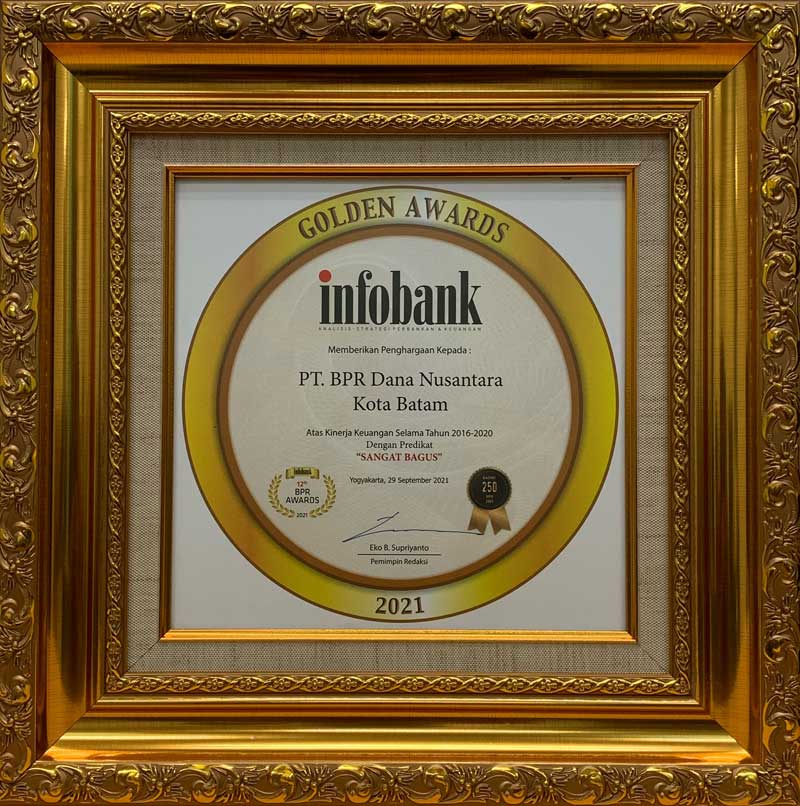 GOLDEN AWARDS
infobank
ANALISIS · STRATEGI PERBANKAN & KEUANGAN
Memberikan Penghargaan Kepada :
PT. BPR Dana Nusantara
Kota Batam
Atas Kinerja Keuangan Selama Tahun 2016-2020
Dengan Predikat
"SANGAT BAGUS"
Yogyakarta, 29 September 2021
infobank
12th
BPR
AWARDS
2021
250
BPR
2021
Eko B. Supriyanto
Pemimpin Redaksi
2021